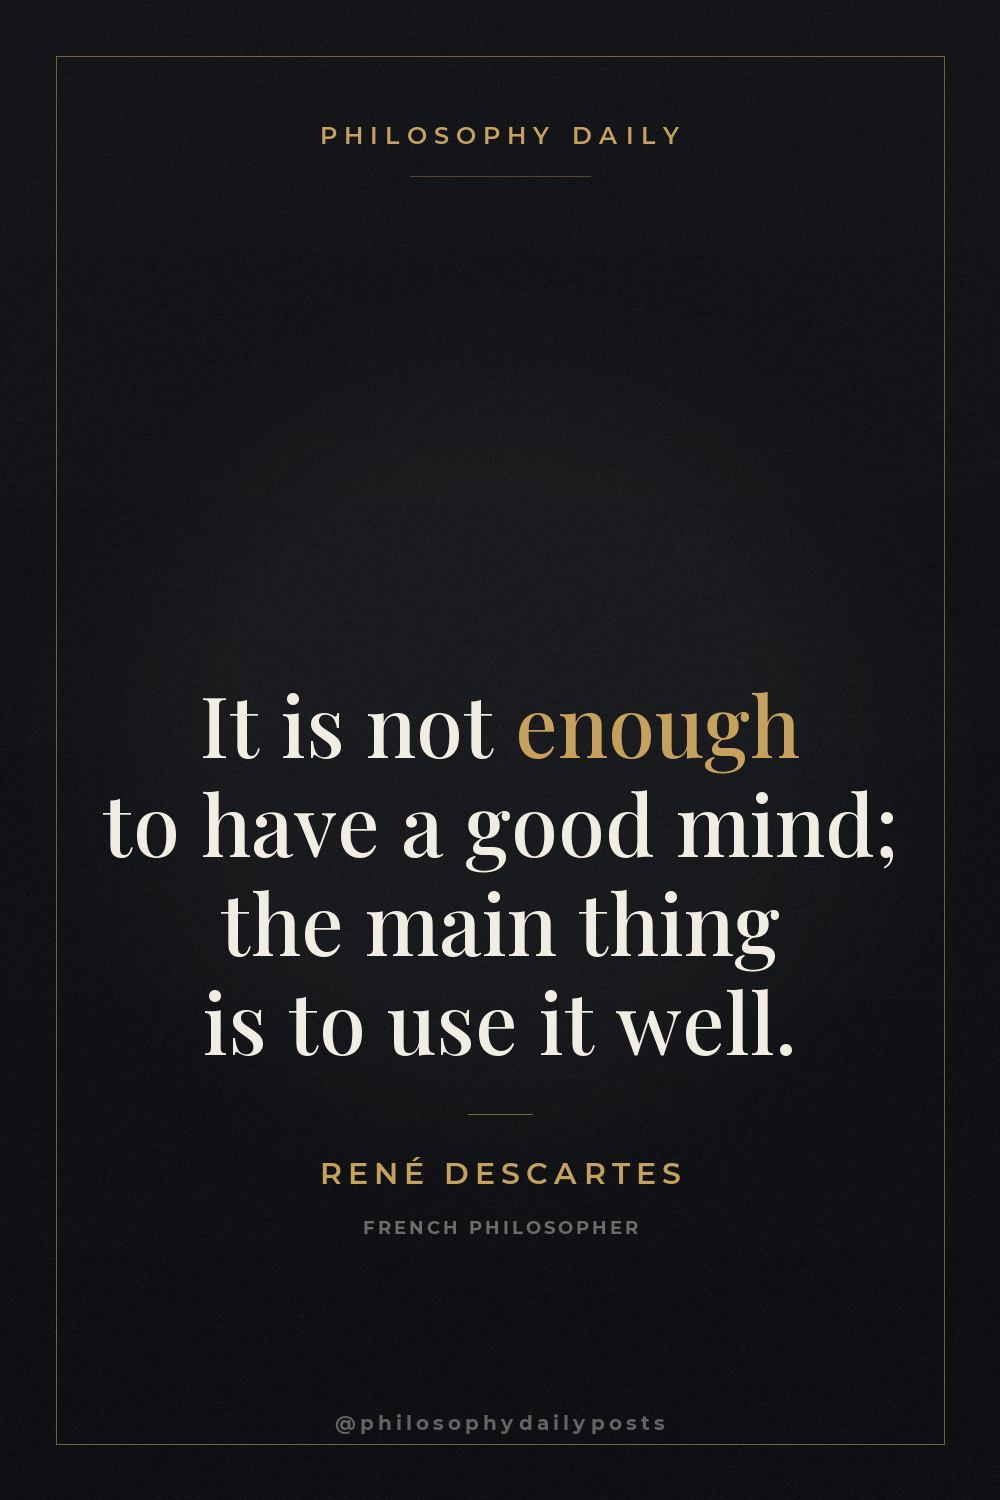 PHILOSOPHY DAILY
It is not enough
to have a good mind;
the main thing
is to use it well.
RENÉ DESCARTES
FRENCH PHILOSOPHER
@philosophydailyposts